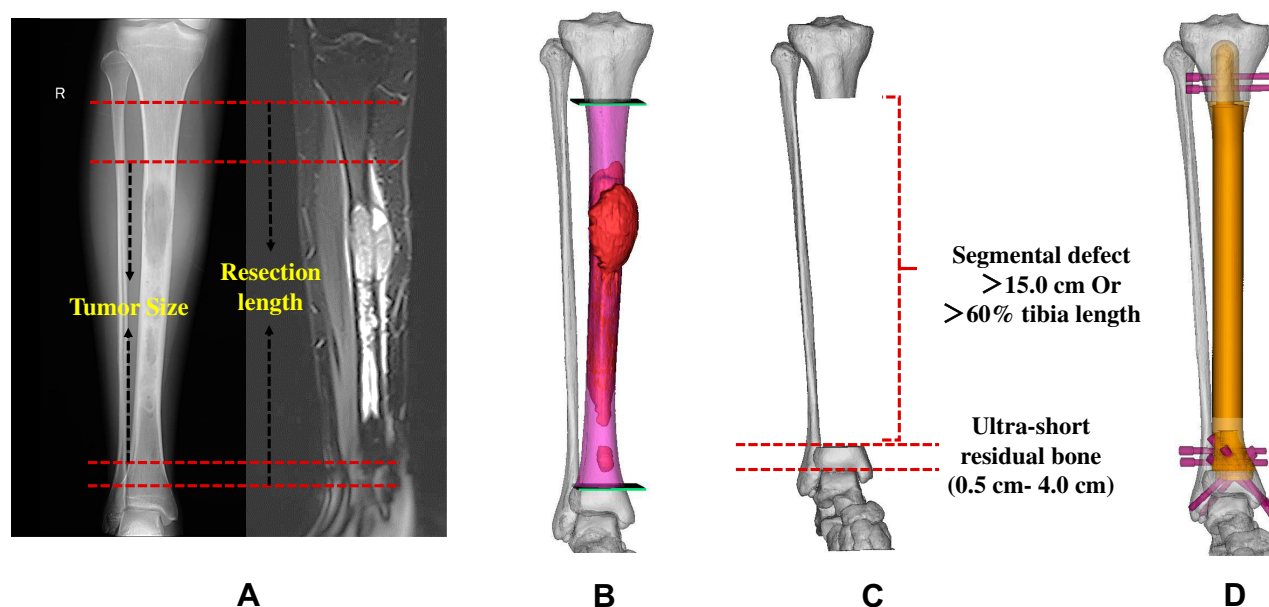 R
Tumor Size
Resection
length
Segmental defect
>15.0 cm Or
>60% tibia length
Ultra-short
residual bone
(0.5 cm- 4.0 cm)
A
B
C
D